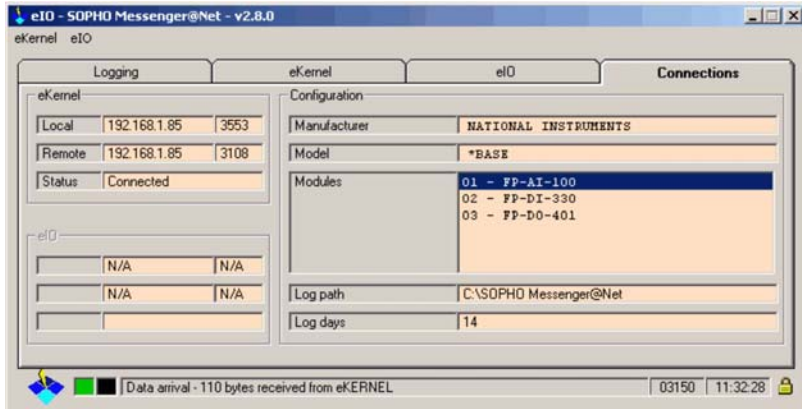 eIO - SOPHO Messenger@Net - v2.8.0
eKernel eIO
Logging eKernel eIO Connections
eKernel
Local 192.168.1.85 3553
Remote 192.168.1.85 3108
Status Connected
eIO
N/A N/A
N/A N/A
Configuration
Manufacturer NATIONAL INSTRUMENTS
Model *BASE
Modules 01 - FP-AI-100
02 - FP-DI-330
03 - FP-DO-401
Log path C:\SOPHO Messenger@Net
Log days 14
Data arrival - 110 bytes received from eKERNEL 03150 11:32:28